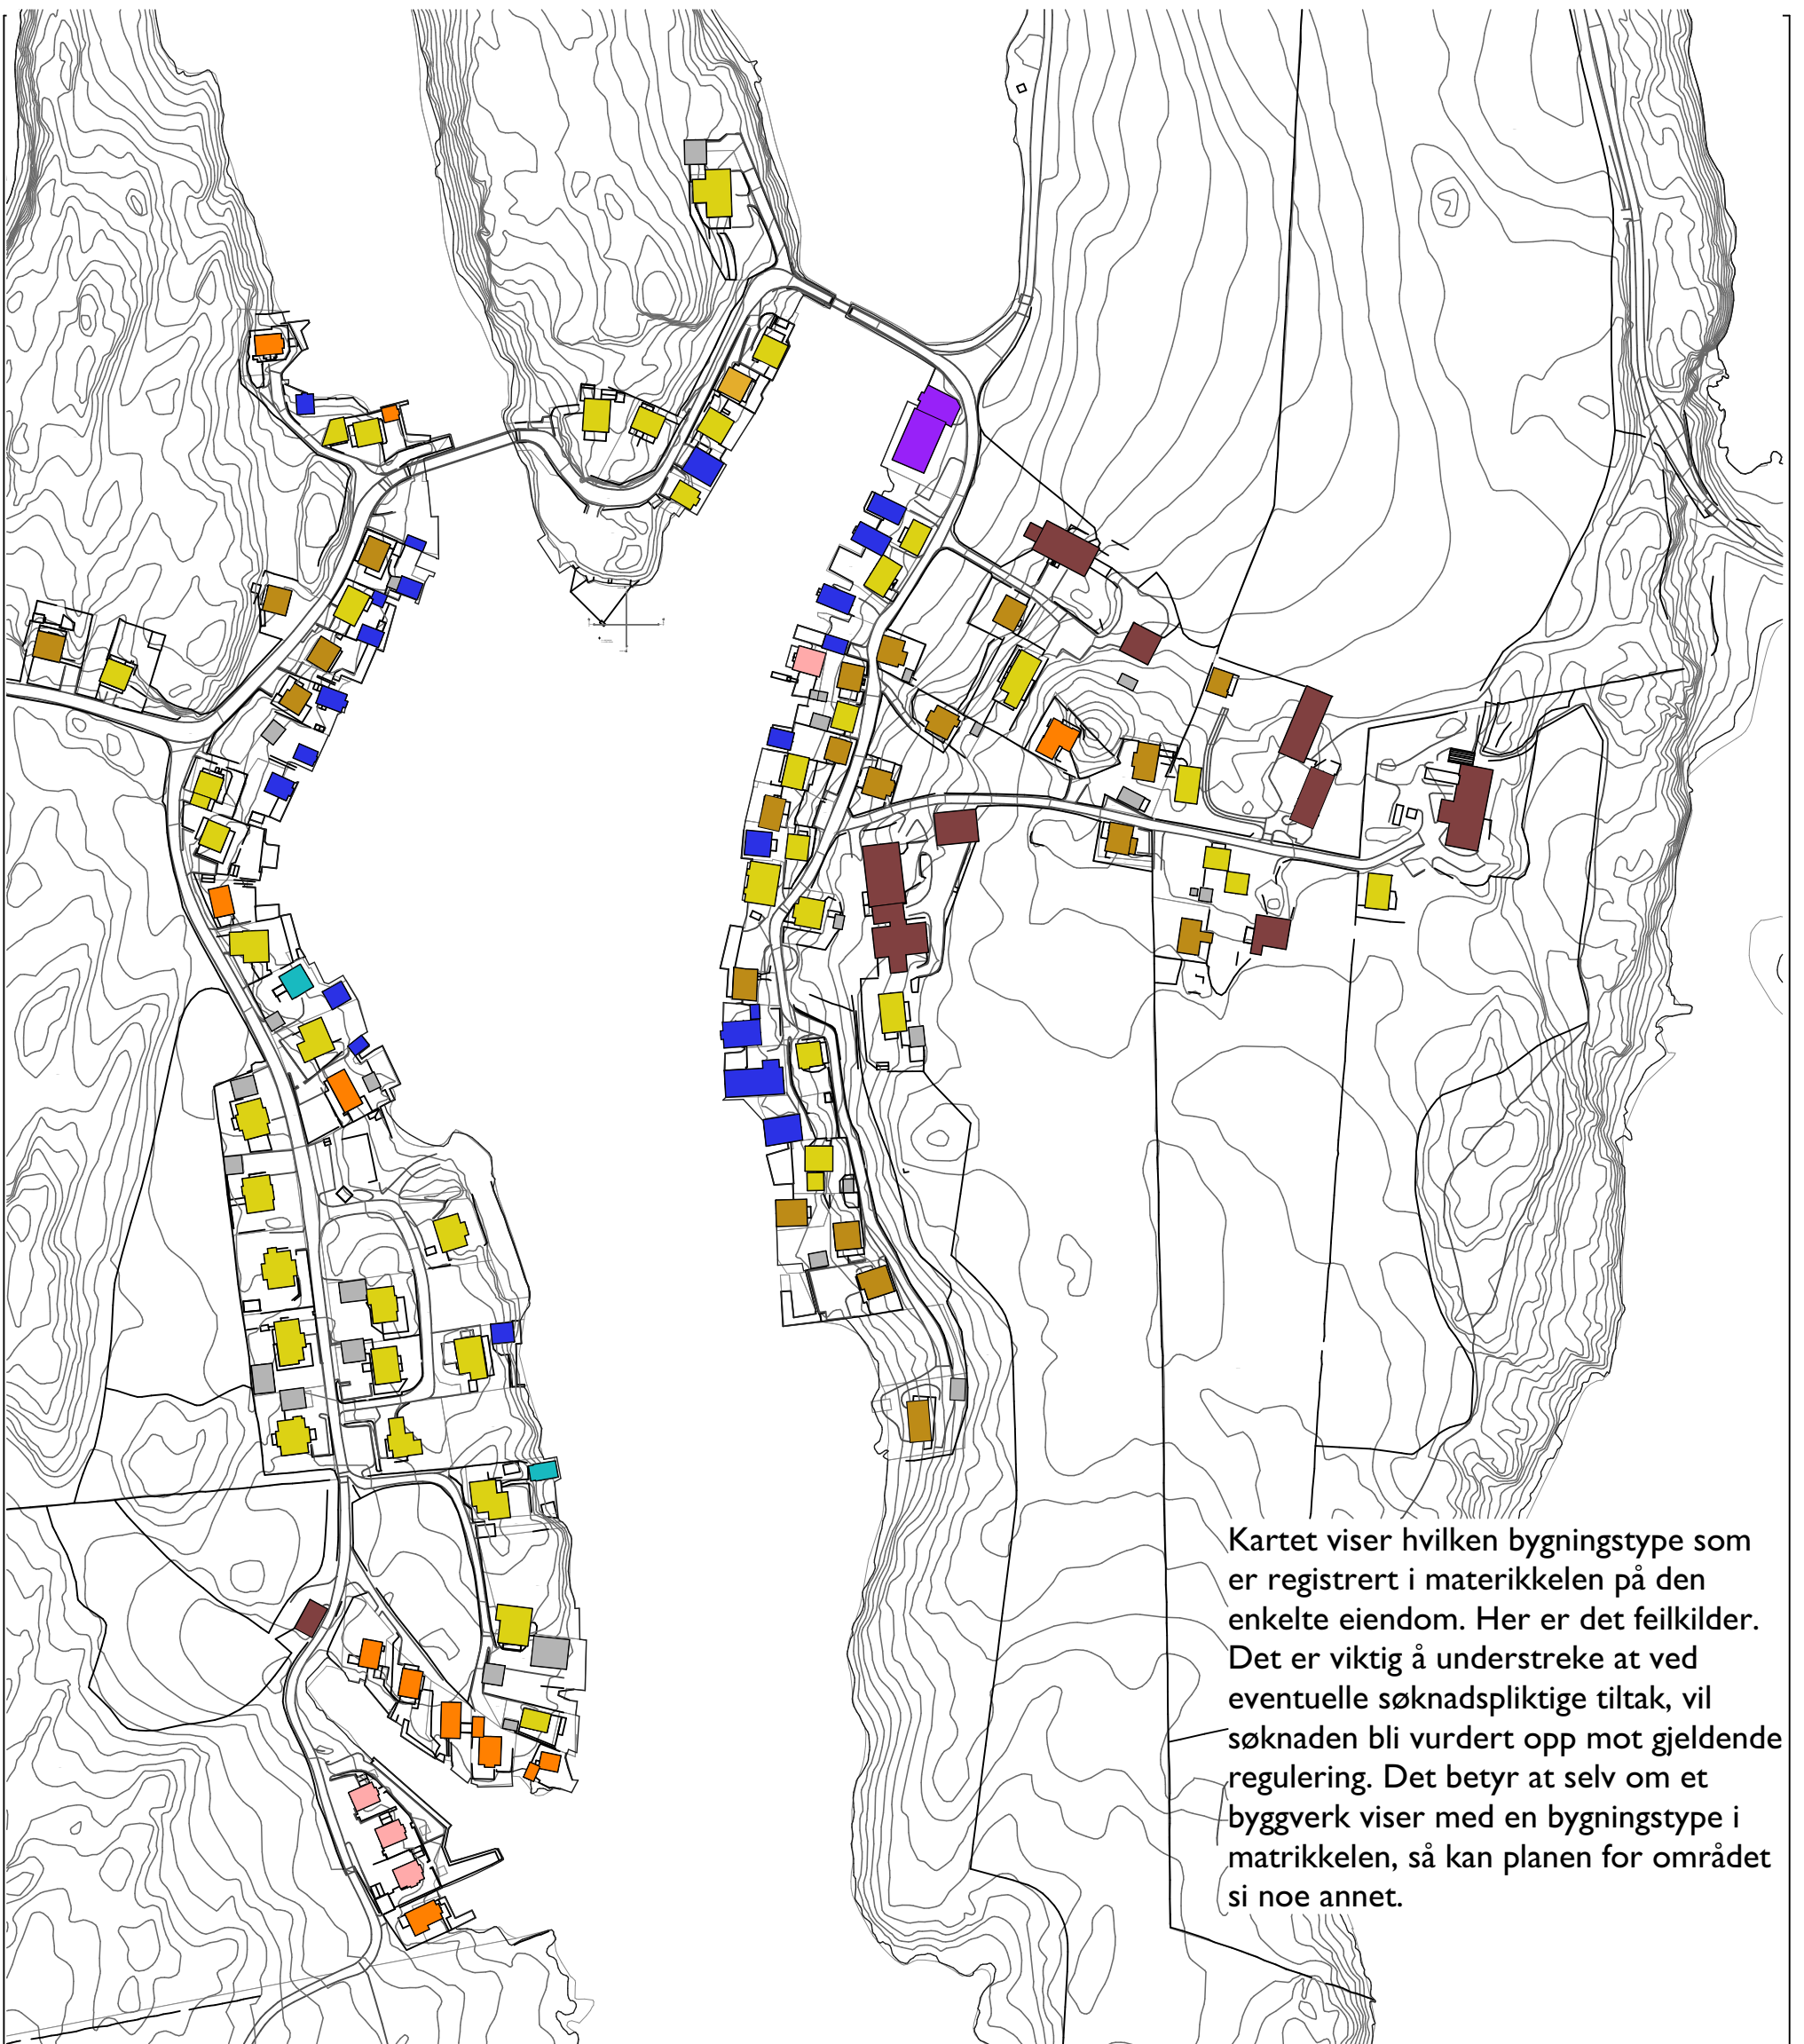 Kartet viser hvilken bygningstype som
er registrert i materikkelen på den
enkelte eiendom. Her er det feilkilder.
Det er viktig å understreke at ved
eventuelle søknadspliktige tiltak, vil
søknaden bli vurdert opp mot gjeldende
regulering. Det betyr at selv om et
byggverk viser med en bygningstype i
matrikkelen, så kan planen for området
si noe annet.